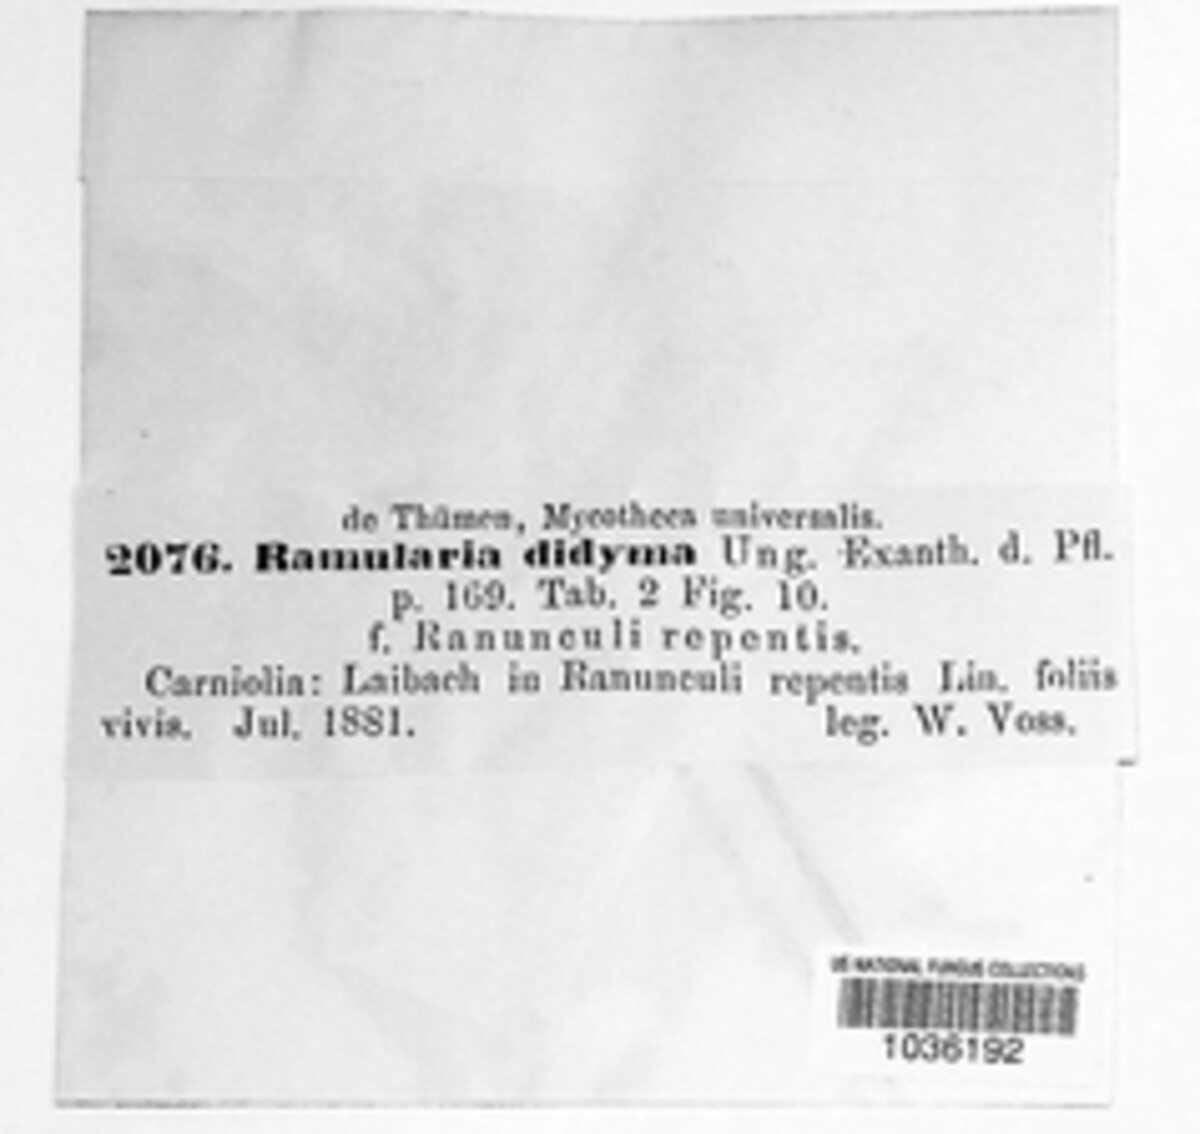 de Thümen, Mycotheca universalis.
2076. Ramularia didyma Ung. Exanth. d. Pfl.
p. 169. Tab. 2 Fig. 10.
f. Ranunculi repentis.
Carniolia: Laibach in Ranunculi repentis Lin. foliis
vivis. Jul. 1881. leg. W. Voss.
US NATIONAL FUNGUS COLLECTIONS
1036192